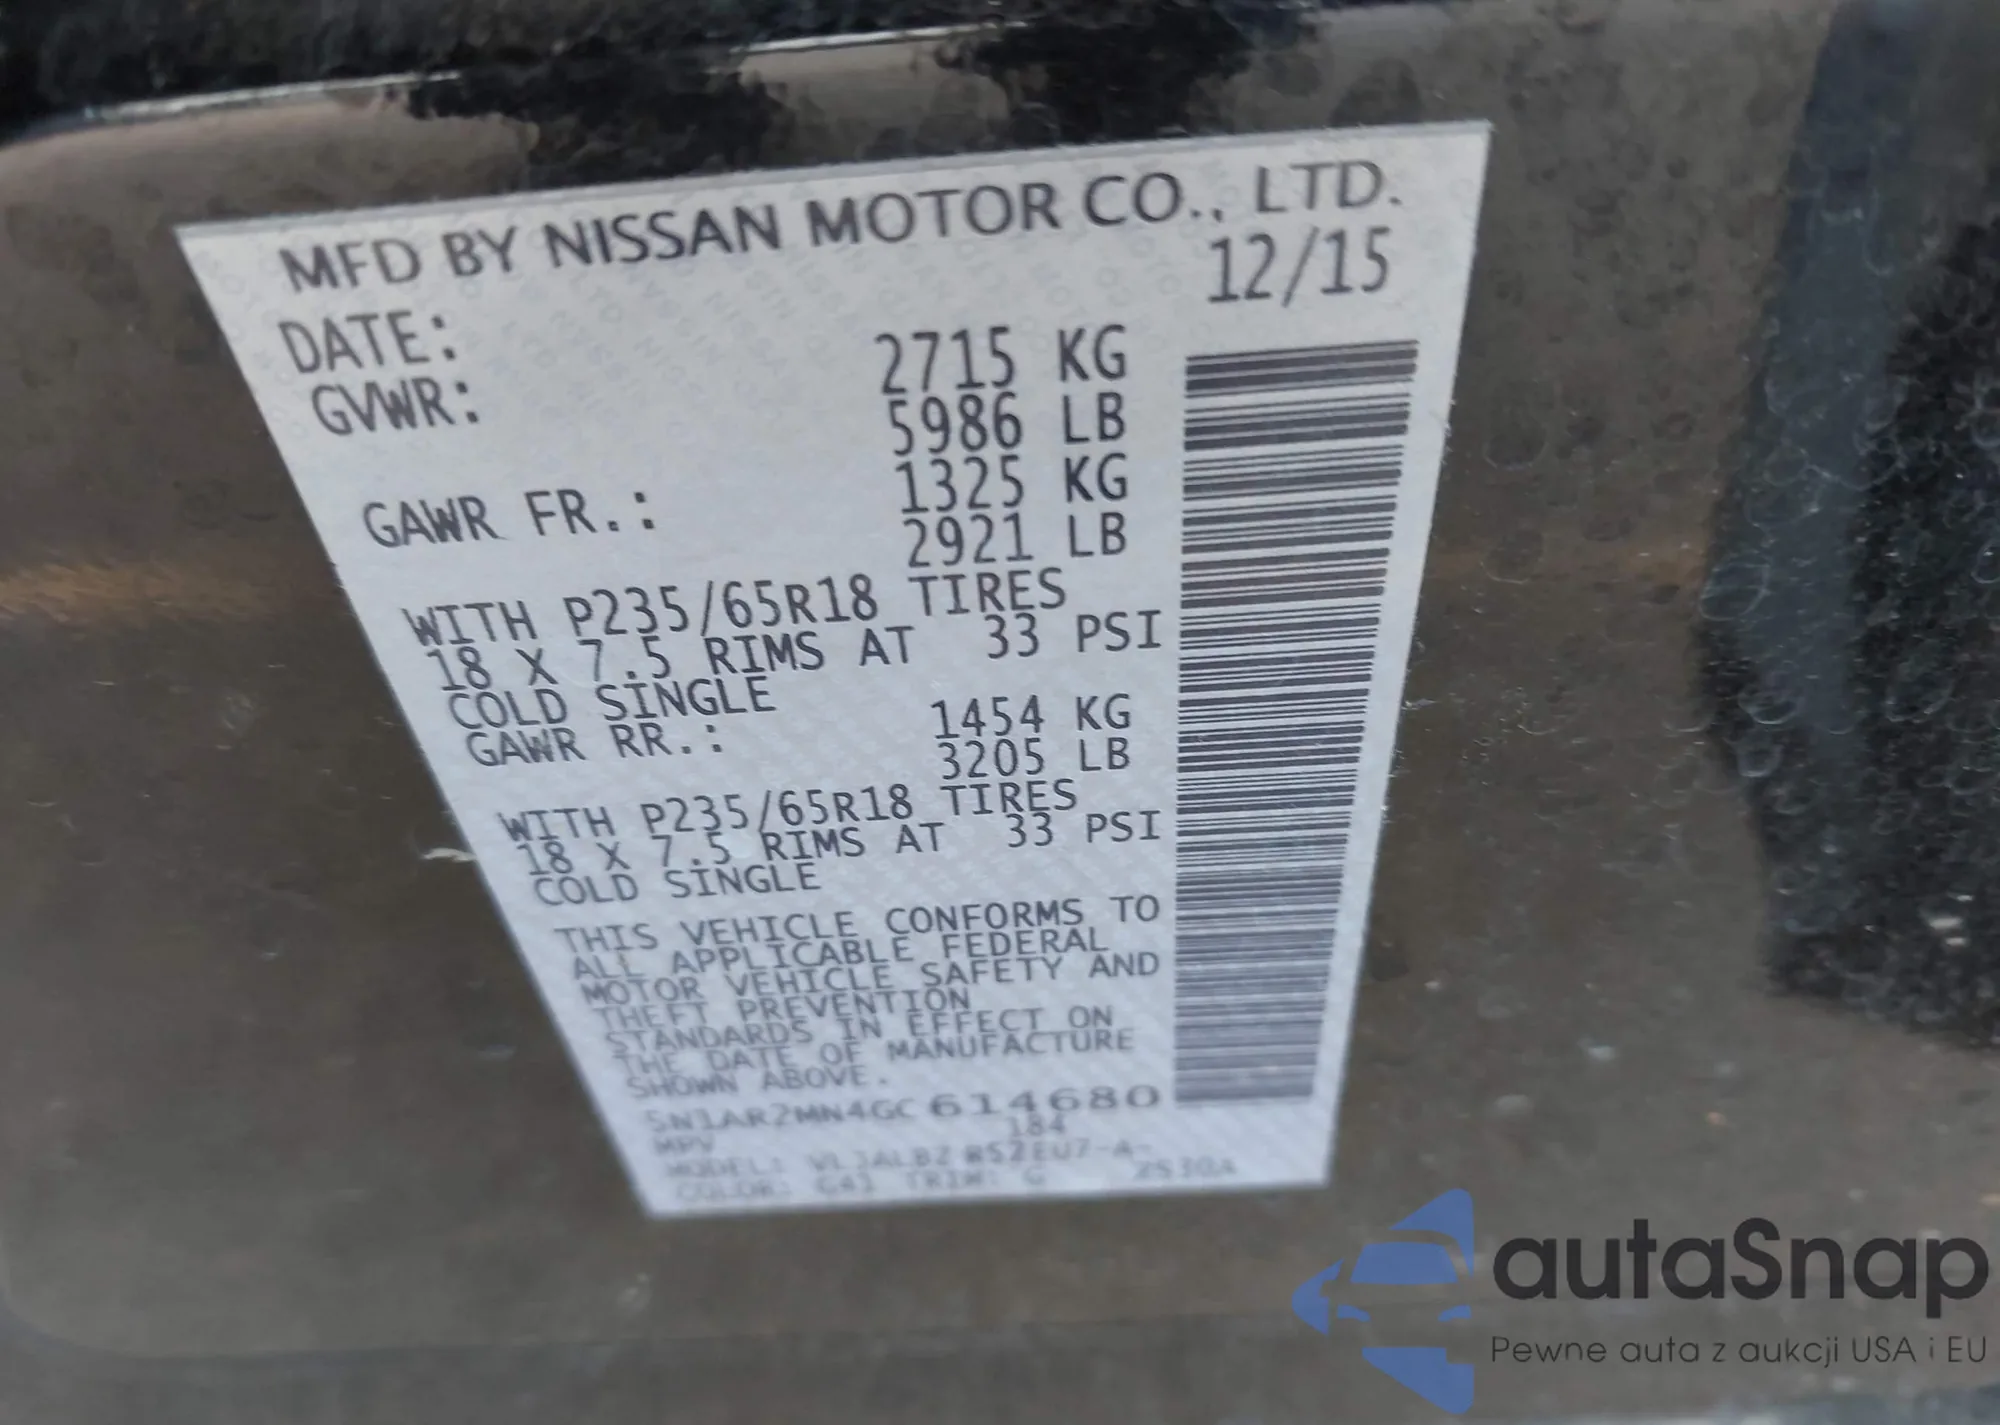 MFD BY NISSAN MOTOR CO., LTD.
DATE: 12/15
GVWR: 2715 KG
5986 LB
GAWR FR.: 1325 KG
2921 LB
WITH P235/65R18 TIRES
18 X 7.5 RIMS AT 33 PSI
COLD SINGLE
GAWR RR.: 1454 KG
3205 LB
WITH P235/65R18 TIRES
18 X 7.5 RIMS AT 33 PSI
COLD SINGLE
THIS VEHICLE CONFORMS TO
ALL APPLICABLE FEDERAL
MOTOR VEHICLE SAFETY AND
THEFT PREVENTION
STANDARDS IN EFFECT ON
THE DATE OF MANUFACTURE
SHOWN ABOVE.
5N1AR2MN4GC614680
MPV 184
MODEL:
COLOR: TRIM: G
autaSnap
Pewne auta z aukcji USA i EU